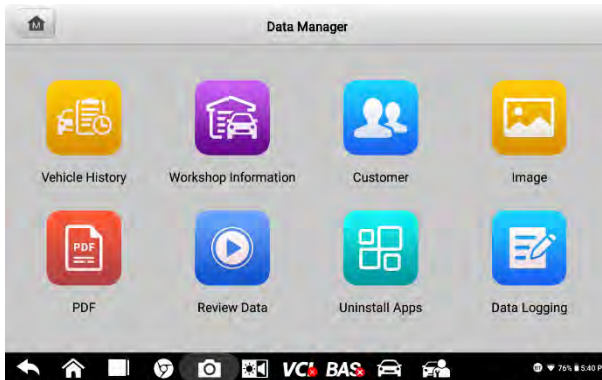 M
Data Manager
Vehicle History
Workshop Information
Customer
Image
PDF
PDF
Review Data
Uninstall Apps
Data Logging
VCI
BAS
76%
5:40 P